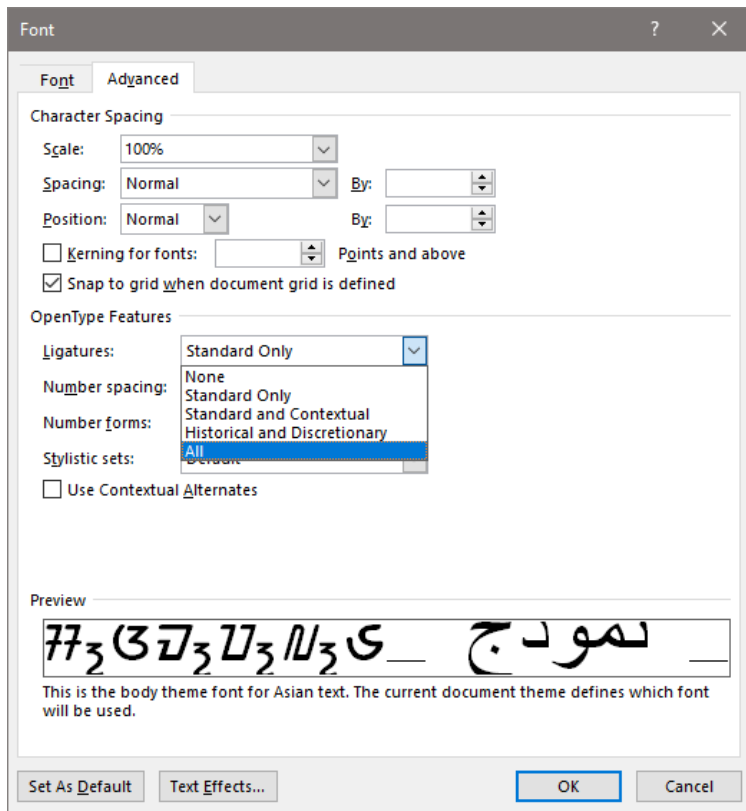 Font
Font Advanced
Character Spacing
Scale: 100%
Spacing: Normal By:
Position: Normal By:
Kerning for fonts: Points and above
Snap to grid when document grid is defined
OpenType Features
Ligatures: Standard Only
None
Number spacing:
Standard Only
Standard and Contextual
Number forms:
Historical and Discretionary
All
Stylistic sets:
Use Contextual Alternates
Preview
نموذج
This is the body theme font for Asian text. The current document theme defines which font
will be used.
Set As Default Text Effects... OK Cancel